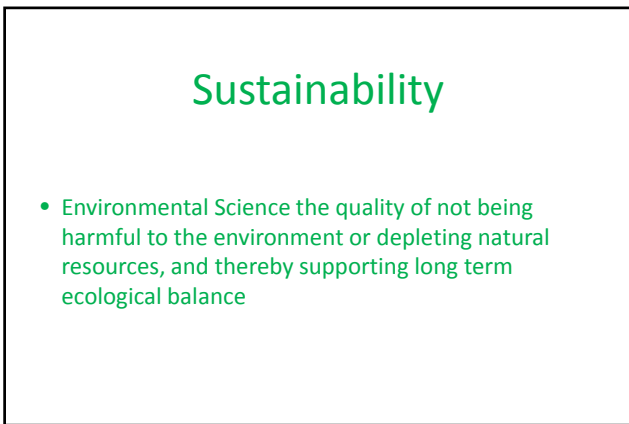 Sustainability
• Environmental Science the quality of not being
harmful to the environment or depleting natural
resources, and thereby supporting long term
ecological balance